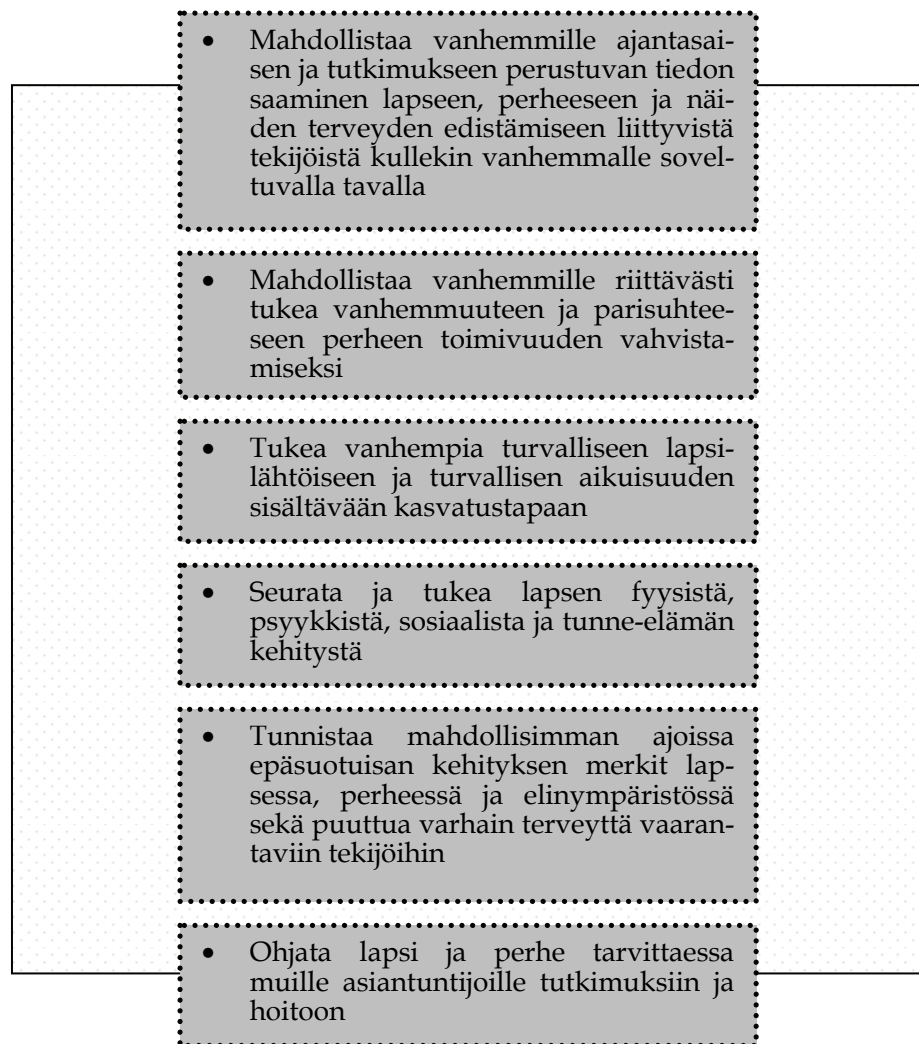 • Mahdollistaa vanhemmille ajantasai-
sen ja tutkimukseen perustuvan tiedon
saaminen lapseen, perheeseen ja näi-
den terveyden edistämiseen liittyvistä
tekijöistä kullekin vanhemmalle sovel-
tuvalla tavalla
• Mahdollistaa vanhemmille riittävästi
tukea vanhemmuuteen ja parisuhtee-
seen perheen toimivuuden vahvista-
miseksi
• Tukea vanhempia turvalliseen lapsi-
lähtöiseen ja turvallisen aikuisuuden
sisältävään kasvatustapaan
• Seurata ja tukea lapsen fyysistä,
psyykkistä, sosiaalista ja tunne-elämän
kehitystä
• Tunnistaa mahdollisimman ajoissa
epäsuotuisan kehityksen merkit lap-
sessa, perheessä ja elinympäristössä
sekä puuttua varhain terveyttä vaaran-
taviin tekijöihin
• Ohjata lapsi ja perhe tarvittaessa
muille asiantuntijoille tutkimuksiin ja
hoitoon